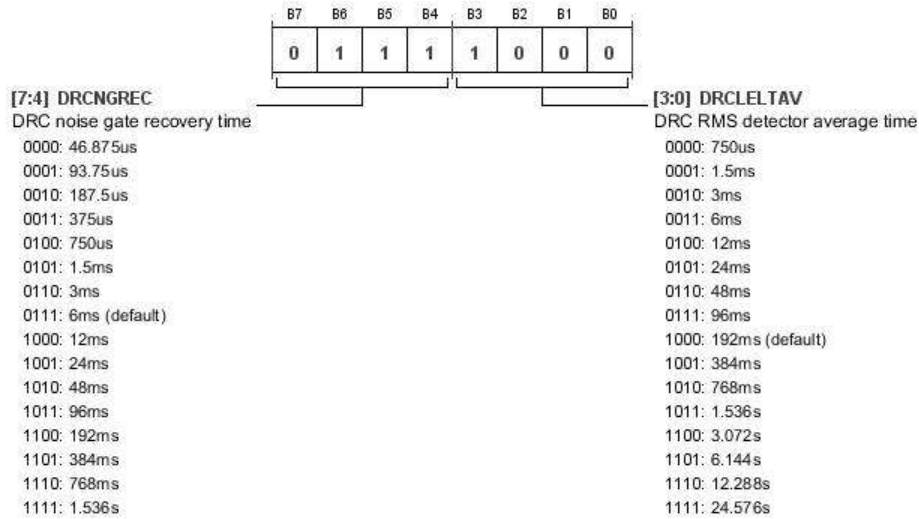 B7 B6 B5 B4 B3 B2 B1 B0
0 1 1 1 1 0 0 0
[7:4] DRCNGREC
DRC noise gate recovery time
0000: 46.875us
0001: 93.75us
0010: 187.5us
0011: 375us
0100: 750us
0101: 1.5ms
0110: 3ms
0111: 6ms (default)
1000: 12ms
1001: 24ms
1010: 48ms
1011: 96ms
1100: 192ms
1101: 384ms
1110: 768ms
1111: 1.536s
[3:0] DRCLELTAV
DRC RMS detector average time
0000: 750us
0001: 1.5ms
0010: 3ms
0011: 6ms
0100: 12ms
0101: 24ms
0110: 48ms
0111: 96ms
1000: 192ms (default)
1001: 384ms
1010: 768ms
1011: 1.536s
1100: 3.072s
1101: 6.144s
1110: 12.288s
1111: 24.576s